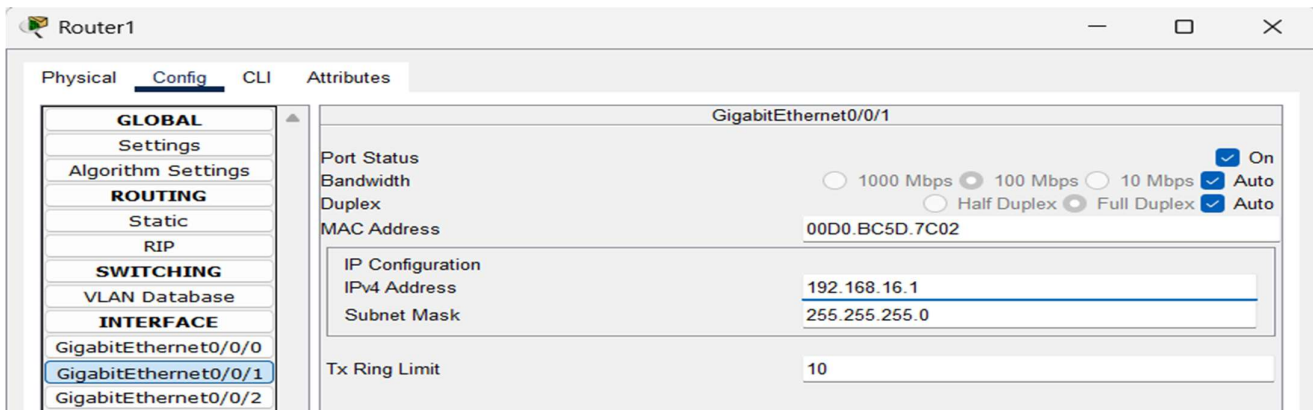 Router1
Physical Config CLI Attributes
GLOBAL
Settings
Algorithm Settings
ROUTING
Static
RIP
SWITCHING
VLAN Database
INTERFACE
GigabitEthernet0/0/0
GigabitEthernet0/0/1
GigabitEthernet0/0/2
GigabitEthernet0/0/1
Port Status On
Bandwidth 1000 Mbps 100 Mbps 10 Mbps Auto
Duplex Half Duplex Full Duplex Auto
MAC Address 00D0.BC5D.7C02
IP Configuration
IPv4 Address 192.168.16.1
Subnet Mask 255.255.255.0
Tx Ring Limit 10